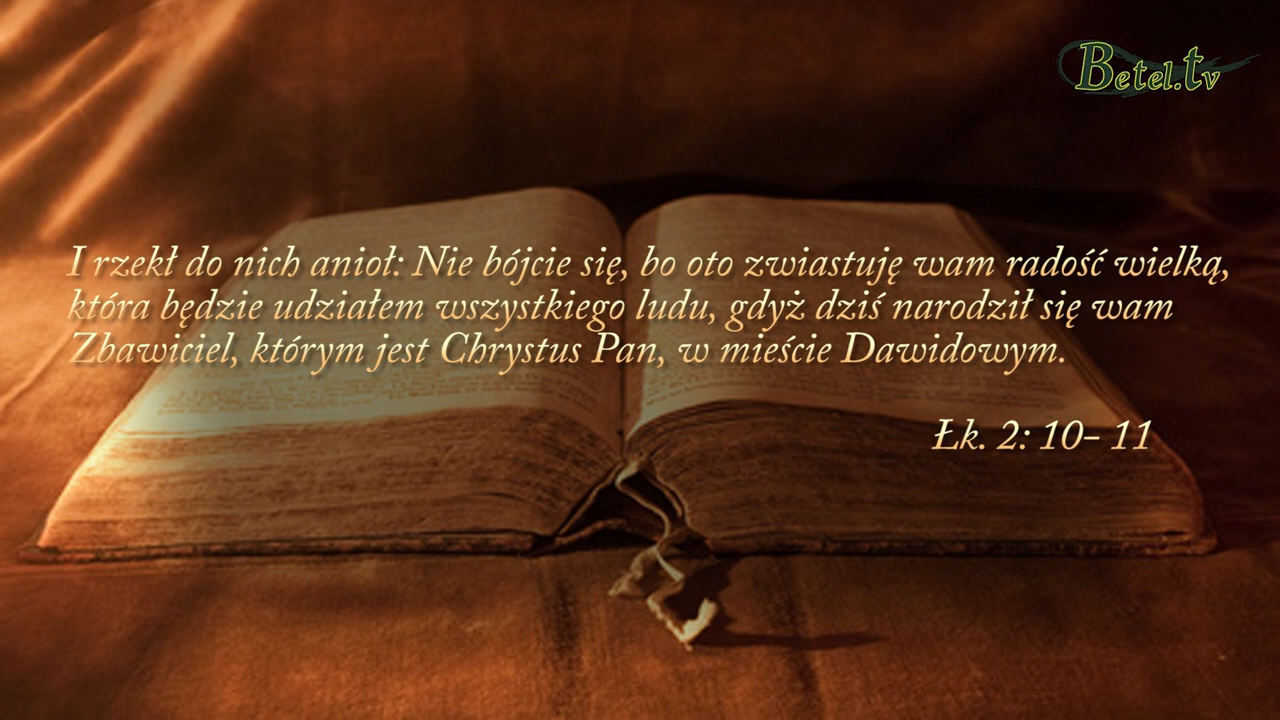 Betel.tv
I rzekł do nich anioł: Nie bójcie się, bo oto zwiastuję wam radość wielką,
która będzie udziałem wszystkiego ludu, gdyż dziś narodził się wam
Zbawiciel, którym jest Chrystus Pan, w mieście Dawidowym.
Łk. 2: 10- 11